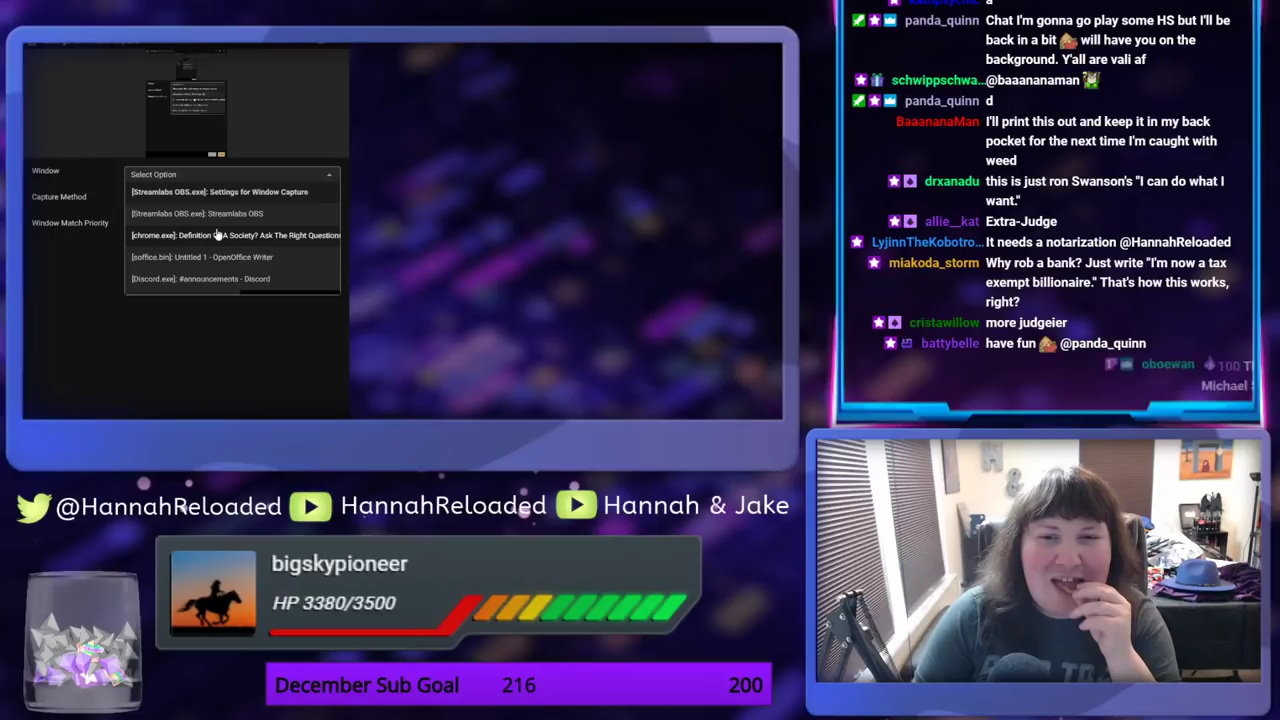 Window
Select Option
[Streamlabs OBS.exe]: Settings for Window Capture
Capture Method
[Streamlabs OBS.exe]: Streamlabs OBS
Window Match Priority
[chrome.exe]: Definition A Society? Ask The Right Questions
[soffice.bin]: Untitled 1 - OpenOffice Writer
[Discord.exe]: #announcements - Discord
panda_quinn Chat I'm gonna go play some HS but I'll be
back in a bit will have you on the
background. Y'all are vali af
schwippschwa... @baaananaman
panda_quinn d
BaaananaMan I'll print this out and keep it in my back
pocket for the next time I'm caught with
weed
drxanadu this is just ron Swanson's "I can do what I
want."
allie__kat Extra-Judge
LyjinnTheKobotro... It needs a notarization @HannahReloaded
miakoda_storm Why rob a bank? Just write "I'm now a tax
exempt billionaire." That's how this works,
right?
cristawillow more judgeier
battybelle have fun @panda_quinn
oboewan 100
Michael
@HannahReloaded HannahReloaded Hannah & Jake
bigskypioneer
HP 3380/3500
December Sub Goal 216 200